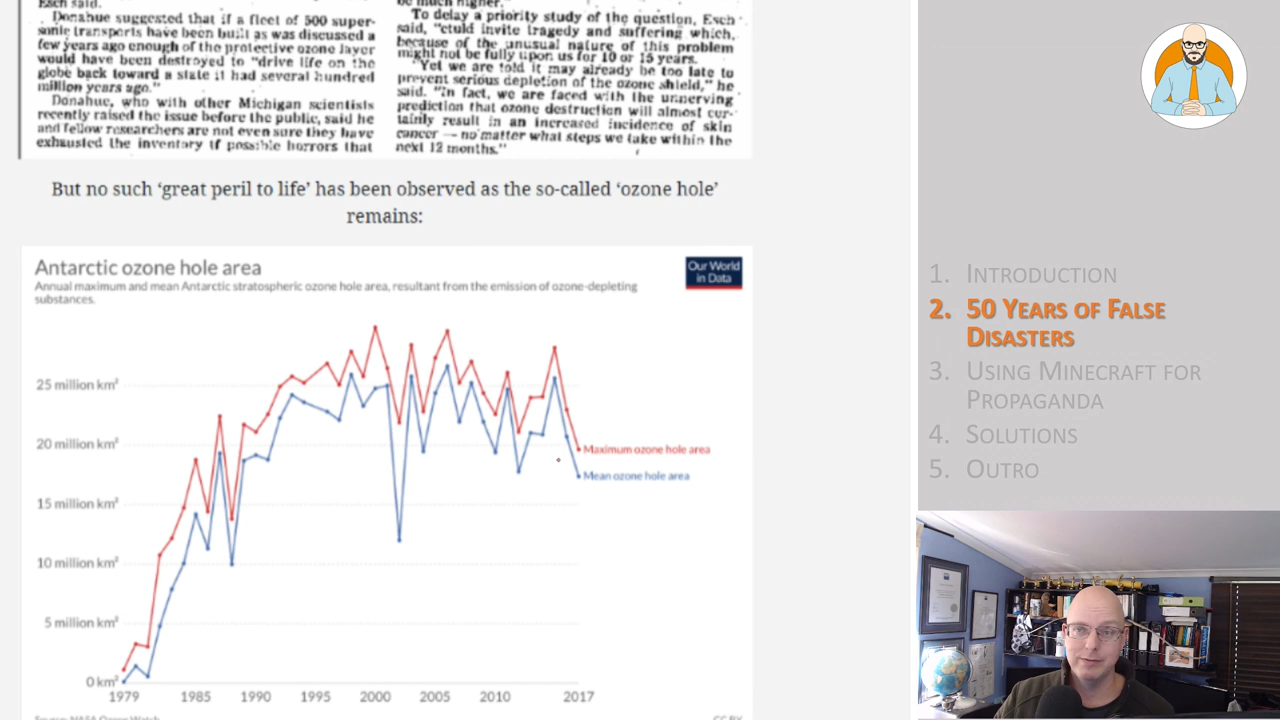 Esch said.
Donahue suggested that if a fleet of 500 super-
sonic transports have been built as was discussed a
few years ago enough of the protective ozone layer
would have been destroyed to "drive life on the
globe back toward a state it had several hundred
million years ago."
Donahue, who with other Michigan scientists
recently raised the issue before the public, said he
and fellow researchers are not even sure they have
exhausted the inventory if possible horrors that
be much higher."
To delay a priority study of the question, Esch
said, "ctuld invite tragedy and suffering which,
because of the unusual nature of this problem
might not be fully upon us for 10 or 15 years.
"Yet we are told it may already be too late to
prevent serious depletion of the ozone shield," he
said. "In fact, we are faced with the unnerving
prediction that ozone destruction will almost cer-
tainly result in an increased incidence of skin
cancer — no matter what steps we take within the
next 12 months."
But no such ‘great peril to life’ has been observed as the so-called ‘ozone hole’
remains:
Antarctic ozone hole area
Annual maximum and mean Antarctic stratospheric ozone hole area, resultant from the emission of ozone-depleting
substances.
Our World
in Data
25 million km²
20 million km²
15 million km²
10 million km²
5 million km²
0 km²
1979
1985
1990
1995
2000
2005
2010
2017
Maximum ozone hole area
Mean ozone hole area
Source: NASA Ozone Watch
CC BY
1. INTRODUCTION
2. 50 YEARS OF FALSE
DISASTERS
3. USING MINECRAFT FOR
PROPAGANDA
4. SOLUTIONS
5. OUTRO